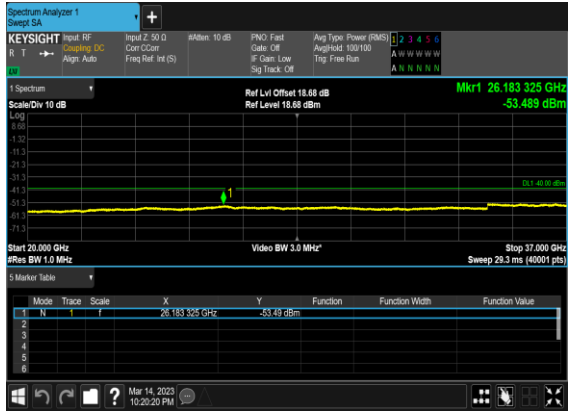 Spectrum Analyzer 1
Swept SA
+
KEYSIGHT Input: RF Input Z: 50 Ω #Atten: 10 dB PNO: Fast Avg Type: Power (RMS) 1 2 3 4 5 6
R T Coupling: DC Corr CCorr Gate: Off Avg|Hold: 100/100 A W W W W W
Align: Auto Freq Ref: Int (S) IF Gain: Low Trig: Free Run
LU Sig Track: Off A N N N N N
1 Spectrum Ref Lvl Offset 18.68 dB Mkr1 26.183 325 GHz
Scale/Div 10 dB Ref Level 18.68 dBm -53.489 dBm
Log
8.68
-1.32
-11.3
-21.3
-31.3
DL1 -40.00 dBm
-41.3
1
-51.3
-61.3
-71.3
Start 20.000 GHz Video BW 3.0 MHz* Stop 37.000 GHz
#Res BW 1.0 MHz Sweep 29.3 ms (40001 pts)
5 Marker Table
Mode Trace Scale X Y Function Function Width Function Value
1 N 1 f 26.183 325 GHz -53.49 dBm
2
3
4
5
6
? Mar 14, 2023
10:20:20 PM